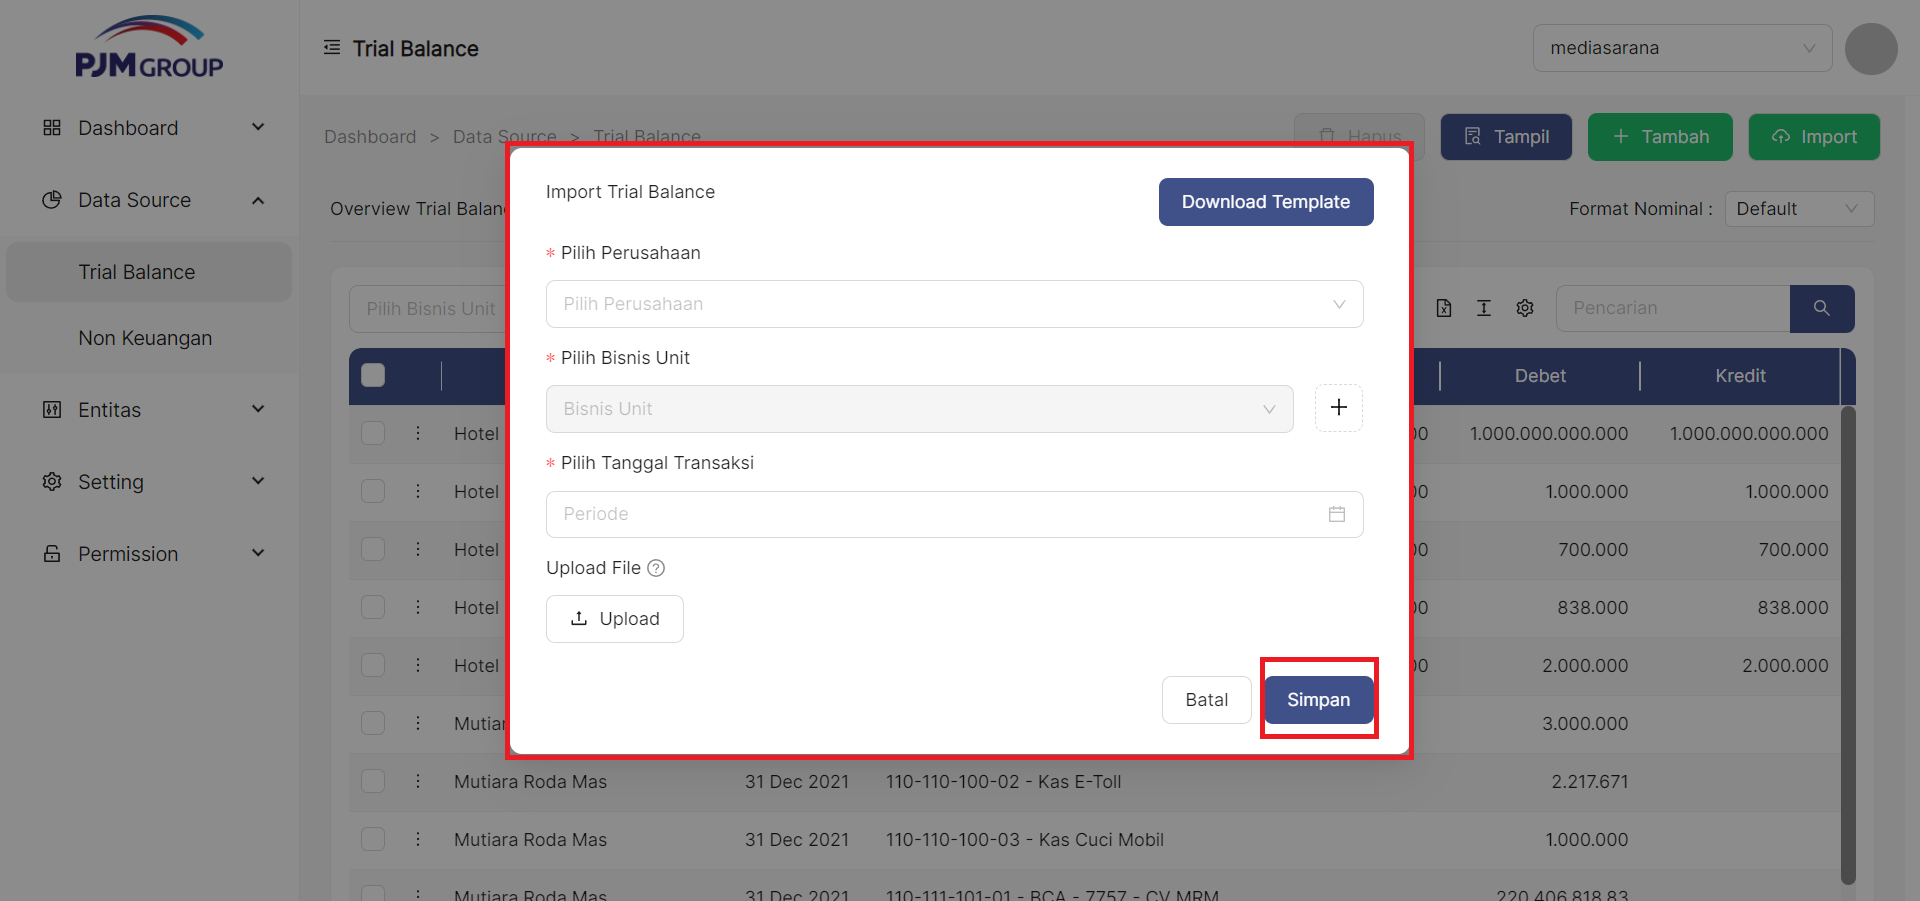 PJM GROUP
Trial Balance
mediasarana
Dashboard
Data Source
Trial Balance
Non Keuangan
Entitas
Setting
Permission
Dashboard > Data Source > Trial Balance
Hapus
Tampil
Tambah
Import
Overview Trial Balan
Format Nominal :
Default
Pilih Bisnis Unit
Pencarian
Import Trial Balance
Download Template
* Pilih Perusahaan
Pilih Perusahaan
* Pilih Bisnis Unit
Bisnis Unit
* Pilih Tanggal Transaksi
Periode
Upload File
Upload
Batal
Simpan
Debet Kredit
Hotel 00 1.000.000.000.000 1.000.000.000.000
Hotel 00 1.000.000 1.000.000
Hotel 00 700.000 700.000
Hotel 00 838.000 838.000
Hotel 00 2.000.000 2.000.000
Mutiar 3.000.000
Mutiara Roda Mas 31 Dec 2021 110-110-100-02 - Kas E-Toll 2.217.671
Mutiara Roda Mas 31 Dec 2021 110-110-100-03 - Kas Cuci Mobil 1.000.000
Mutiara Roda Mas 31 Dec 2021 110-111-101-01 - BCA - 7757 - CV MRM 220.406.818,83